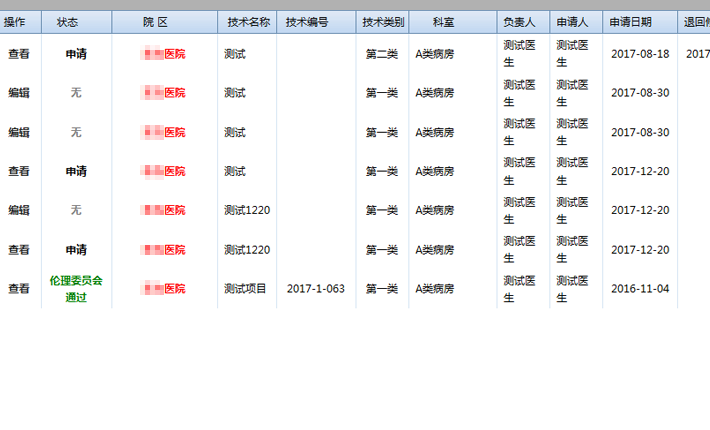 操作 状态 院 区 技术名称 技术编号 技术类别 科室 负责人 申请人 申请日期 退回修
查看 申请 医院 测试 第二类 A类病房 测试医生 测试医生 2017-08-18 2017
编辑 无 医院 测试 第一类 A类病房 测试医生 测试医生 2017-08-30
编辑 无 医院 测试 第一类 A类病房 测试医生 测试医生 2017-08-30
查看 申请 医院 测试 第一类 A类病房 测试医生 测试医生 2017-12-20
编辑 无 医院 测试1220 第一类 A类病房 测试医生 测试医生 2017-12-20
查看 申请 医院 测试1220 第一类 A类病房 测试医生 测试医生 2017-12-20
查看 伦理委员会通过 医院 测试项目 2017-1-063 第一类 A类病房 测试医生 测试医生 2016-11-04